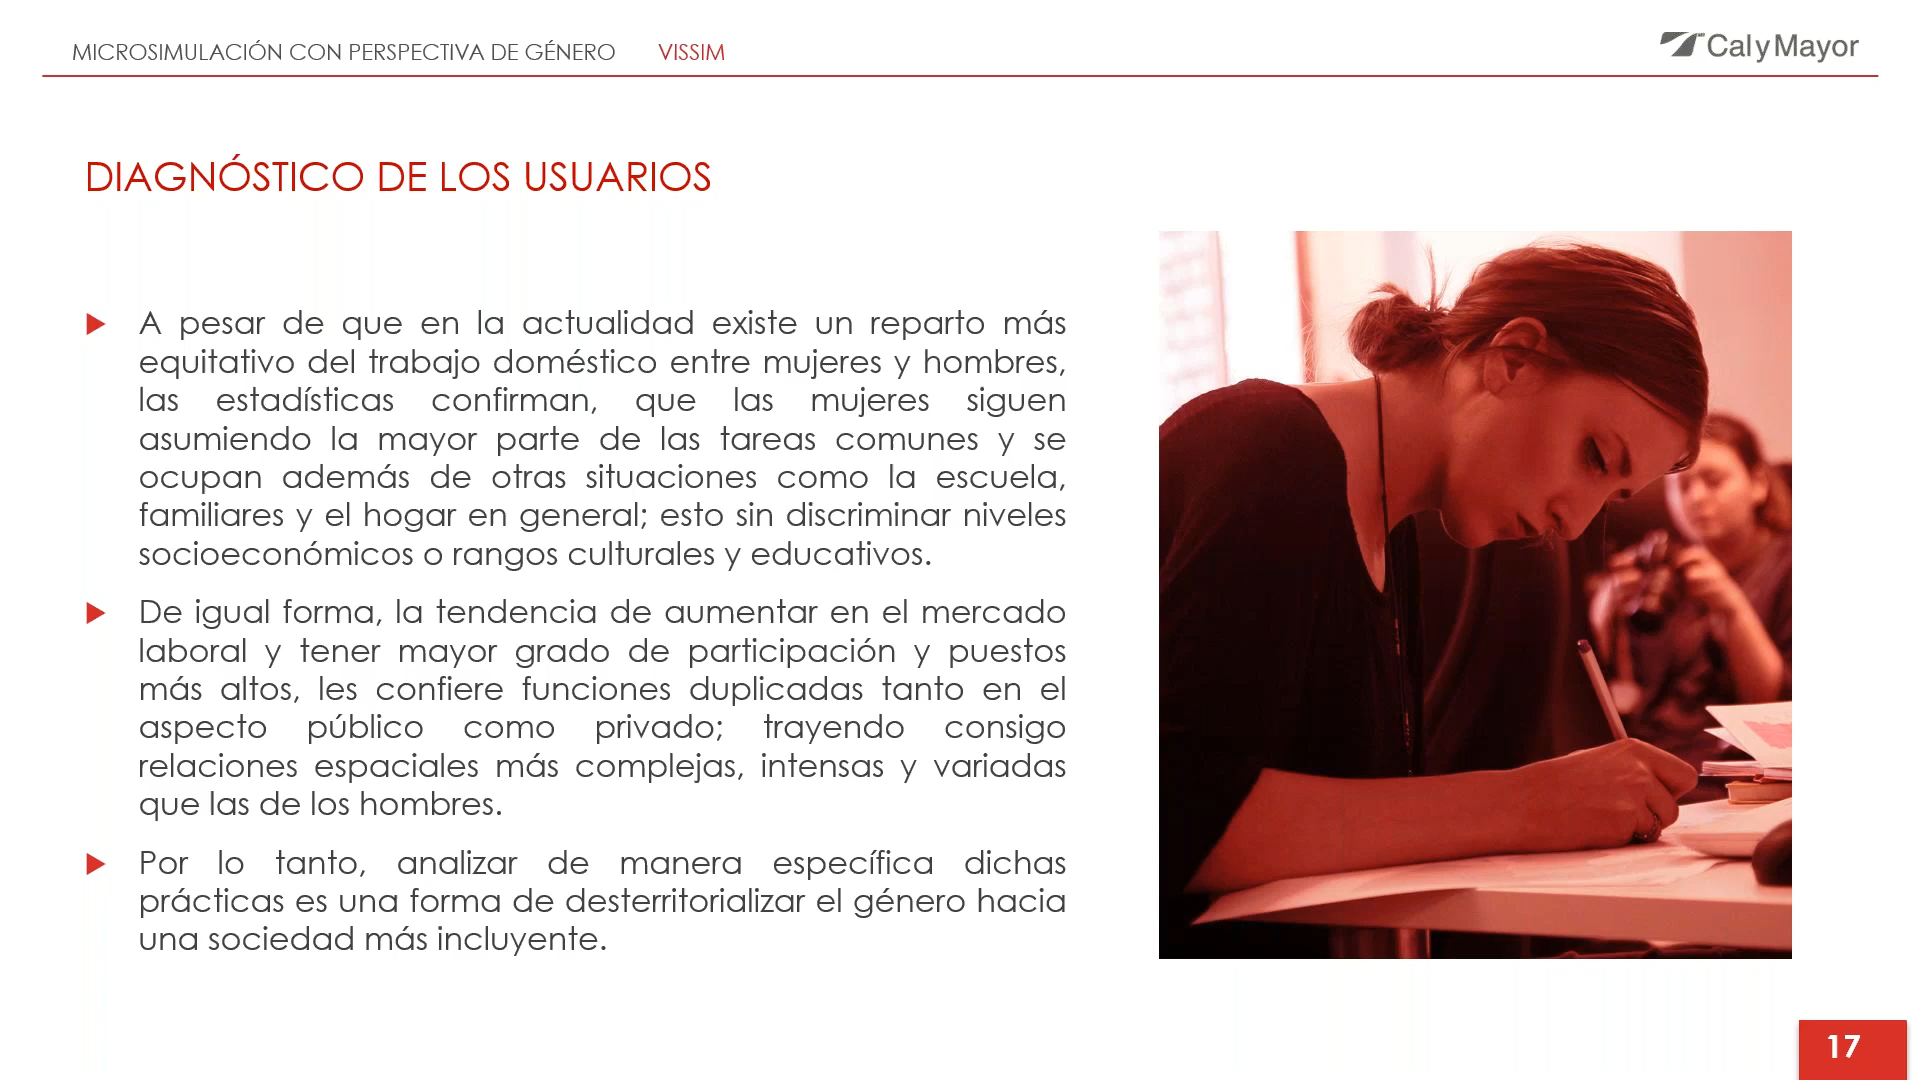 MICROSIMULACIÓN CON PERSPECTIVA DE GÉNERO VISSIM
CalyMayor
DIAGNÓSTICO DE LOS USUARIOS
A pesar de que en la actualidad existe un reparto más
equitativo del trabajo doméstico entre mujeres y hombres,
las estadísticas confirman, que las mujeres siguen
asumiendo la mayor parte de las tareas comunes y se
ocupan además de otras situaciones como la escuela,
familiares y el hogar en general; esto sin discriminar niveles
socioeconómicos o rangos culturales y educativos.
De igual forma, la tendencia de aumentar en el mercado
laboral y tener mayor grado de participación y puestos
más altos, les confiere funciones duplicadas tanto en el
aspecto público como privado; trayendo consigo
relaciones espaciales más complejas, intensas y variadas
que las de los hombres.
Por lo tanto, analizar de manera específica dichas
prácticas es una forma de desterritorializar el género hacia
una sociedad más incluyente.
17